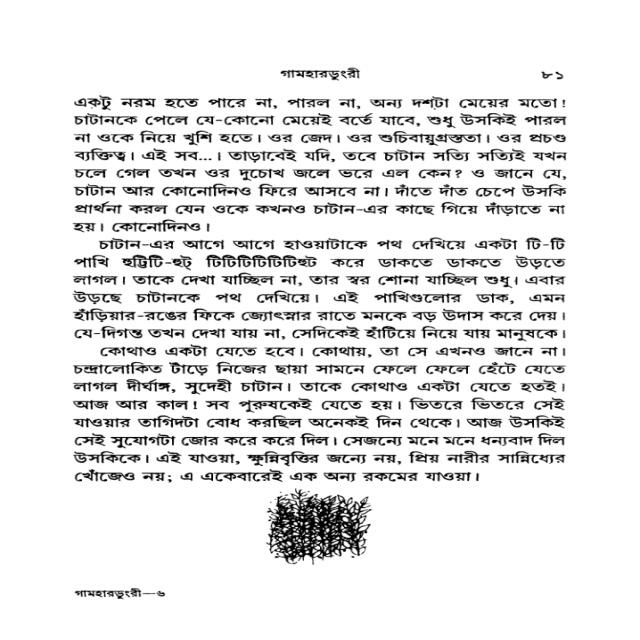 গামহারডুংরী ৮১
একটু নরম হতে পারে না, পারল না, অন্য দশটা মেয়ের মতো!
চাটানকে পেলে যে-কোনো মেয়েই বর্তে যাবে, শুধু উসকিই পারল
না ওকে নিয়ে খুশি হতে। ওর জেদ। ওর শুচিবায়ুগ্রস্ততা। ওর প্রচণ্ড
ব্যক্তিত্ব। এই সব...। তাড়াবেই যদি, তবে চাটান সত্যি সত্যিই যখন
চলে গেল তখন ওর দুচোখ জলে ভরে এল কেন? ও জানে যে,
চাটান আর কোনোদিনও ফিরে আসবে না। দাঁতে দাঁত চেপে উসকি
প্রার্থনা করল যেন ওকে কখনও চাটান-এর কাছে গিয়ে দাঁড়াতে না
হয়। কোনোদিনও।
চাটান-এর আগে আগে হাওয়াটাকে পথ দেখিয়ে একটা টি-টি
পাখি হুট্টিটি-হুট্ টিটিটিটিটিটিহুট করে ডাকতে ডাকতে উড়তে
লাগল। তাকে দেখা যাচ্ছিল না, তার স্বর শোনা যাচ্ছিল শুধু। এবার
উড়ছে চাটানকে পথ দেখিয়ে। এই পাখিগুলোর ডাক, এমন
হাঁড়িয়ার-রঙের ফিকে জ্যোৎস্নার রাতে মনকে বড় উদাস করে দেয়।
যে-দিগন্ত তখন দেখা যায় না, সেদিকেই হাঁটিয়ে নিয়ে যায় মানুষকে।
কোথাও একটা যেতে হবে। কোথায়, তা সে এখনও জানে না।
চন্দ্রালোকিত টাঁড়ে নিজের ছায়া সামনে ফেলে ফেলে হেঁটে যেতে
লাগল দীর্ঘাঙ্গ, সুদেহী চাটান। তাকে কোথাও একটা যেতে হতই।
আজ আর কাল! সব পুরুষকেই যেতে হয়। ভিতরে ভিতরে সেই
যাওয়ার তাগিদটা বোধ করছিল অনেকই দিন থেকে। আজ উসকিই
সেই সুযোগটা জোর করে করে দিল। সেজন্যে মনে মনে ধন্যবাদ দিল
উসকিকে। এই যাওয়া, ক্ষুন্নিবৃত্তির জন্যে নয়, প্রিয় নারীর সান্নিধ্যের
খোঁজেও নয়; এ একেবারেই এক অন্য রকমের যাওয়া।
গামহারডুংরী—৬